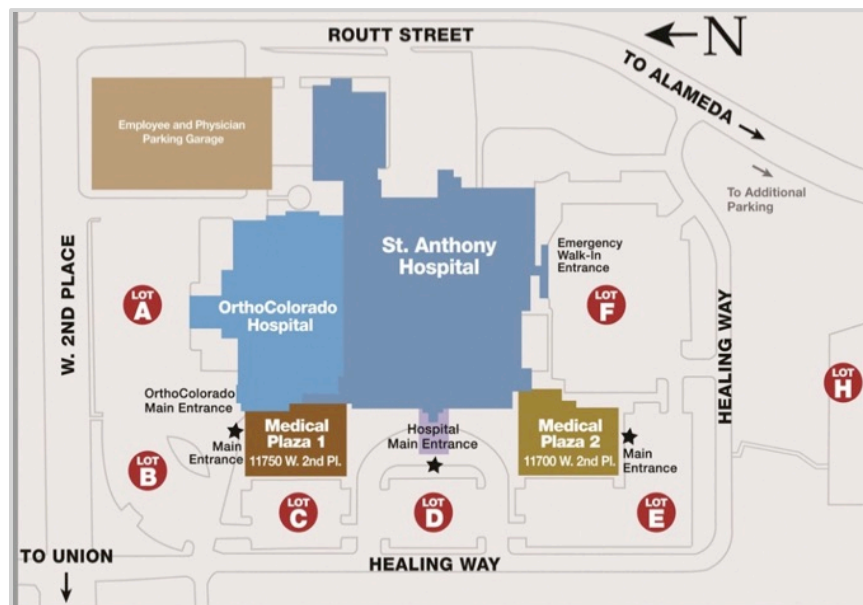 ROUTT STREET
N
TO ALAMEDA
To Additional
Parking
Employee and Physician
Parking Garage
W. 2ND PLACE
St. Anthony
Hospital
Emergency
Walk-In
Entrance
LOT
A
OrthoColorado
Hospital
LOT
F
HEALING WAY
LOT
H
OrthoColorado
Main Entrance
Main
Entrance
Medical
Plaza 1
11750 W. 2nd Pl.
Hospital
Main Entrance
Medical
Plaza 2
11700 W. 2nd Pl.
Main
Entrance
LOT
B
LOT
C
LOT
D
LOT
E
TO UNION
HEALING WAY